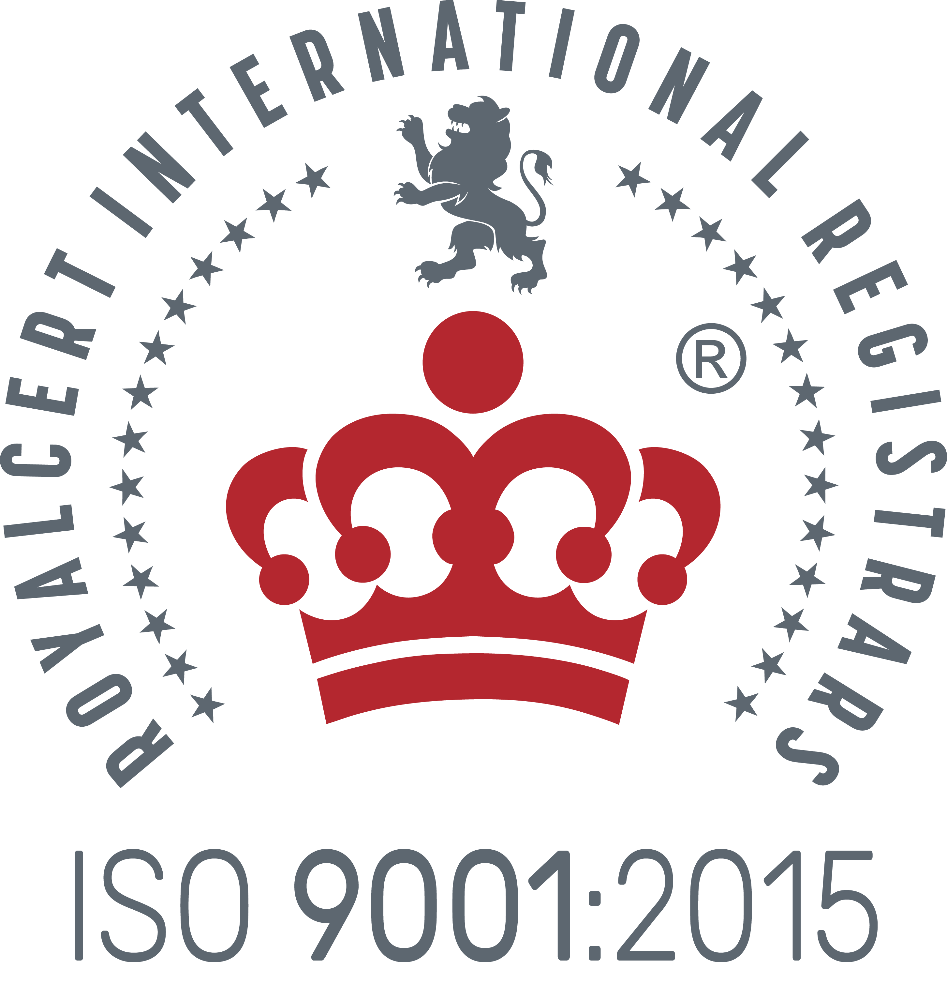 ROYALCERT INTERNATIONAL REGISTRARS
®
ISO 9001:2015